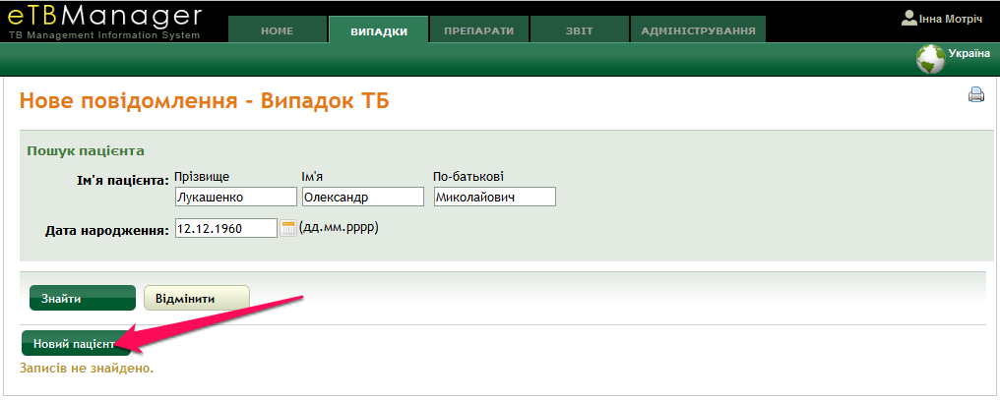 eTBManager
TB Management Information System
HOME ВИПАДКИ ПРЕПАРАТИ ЗВІТ АДМІНІСТРУВАННЯ
Інна Мотріч
Україна
Нове повідомлення - Випадок ТБ
Пошук пацієнта
Прізвище Ім'я По-батькові
Ім'я пацієнта: Лукашенко Олександр Миколайович
Дата народження: 12.12.1960 (дд.мм.рррр)
Знайти Відмінити
Новий пацієнт
Записів не знайдено.